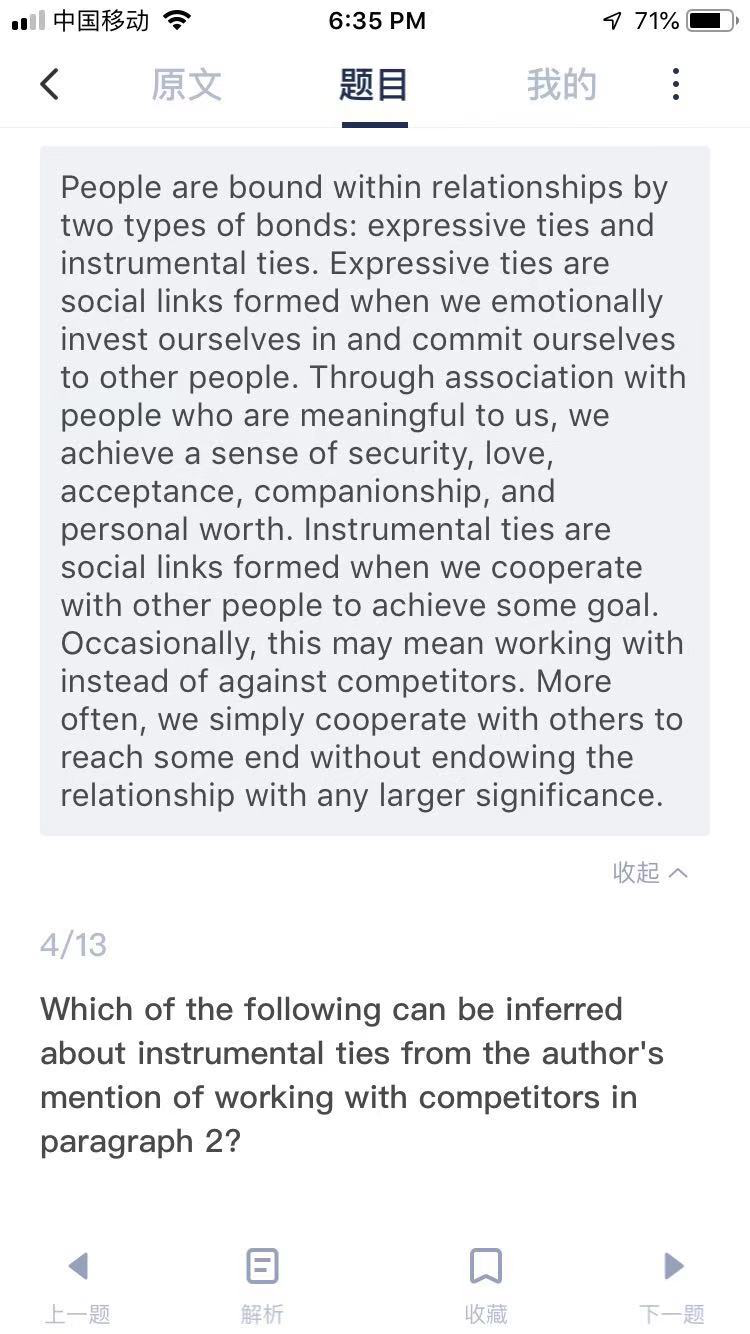 中国移动 6:35 PM 71%
原文 题目 我的
People are bound within relationships by
two types of bonds: expressive ties and
instrumental ties. Expressive ties are
social links formed when we emotionally
invest ourselves in and commit ourselves
to other people. Through association with
people who are meaningful to us, we
achieve a sense of security, love,
acceptance, companionship, and
personal worth. Instrumental ties are
social links formed when we cooperate
with other people to achieve some goal.
Occasionally, this may mean working with
instead of against competitors. More
often, we simply cooperate with others to
reach some end without endowing the
relationship with any larger significance.
收起
4/13
Which of the following can be inferred
about instrumental ties from the author's
mention of working with competitors in
paragraph 2?
上一题 解析 收藏 下一题